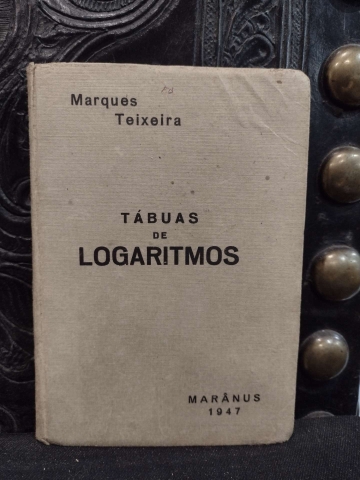 Marques
Teixeira
TÁBUAS
DE
LOGARITMOS
MARÂNUS
1947